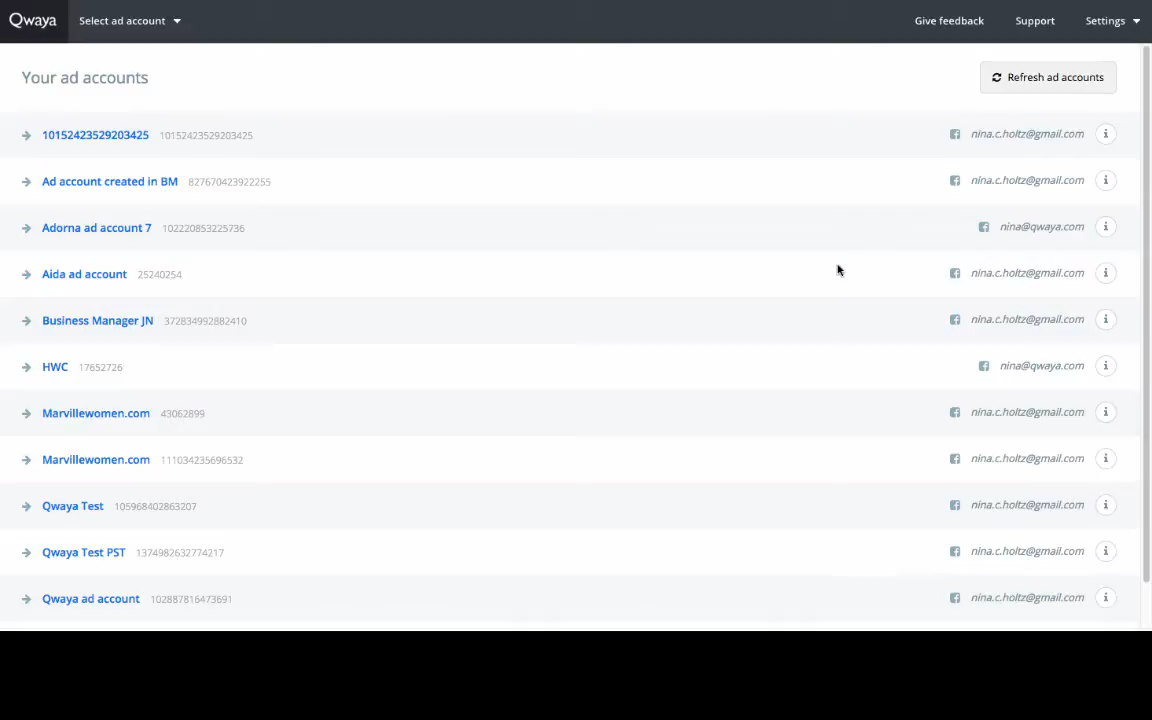 Qwaya Select ad account Give feedback Support Settings
Your ad accounts Refresh ad accounts
10152423529203425 10152423529203425 nina.c.holtz@gmail.com i
Ad account created in BM 827670423922255 nina.c.holtz@gmail.com i
Adorna ad account 7 102220853225736 nina@qwaya.com i
Aida ad account 25240254 nina.c.holtz@gmail.com i
Business Manager JN 372834992882410 nina.c.holtz@gmail.com i
HWC 17652726 nina@qwaya.com i
Marvillewomen.com 43062899 nina.c.holtz@gmail.com i
Marvillewomen.com 111034235696532 nina.c.holtz@gmail.com i
Qwaya Test 105968402863207 nina.c.holtz@gmail.com i
Qwaya Test PST 1374982632774217 nina.c.holtz@gmail.com i
Qwaya ad account 102887816473691 nina.c.holtz@gmail.com i